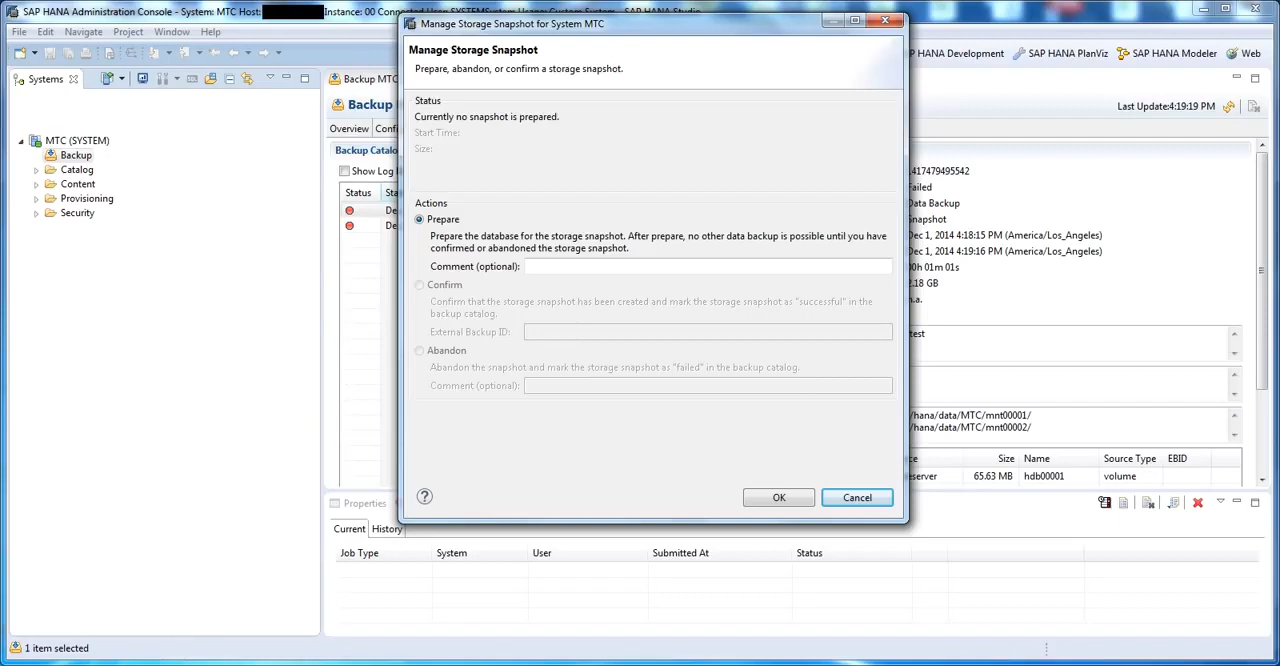 SAP HANA Administration Console - System: MTC Host:
Instance: 00 Connected User: SYSTEM System Usage: Custom System - SAP HANA Studio
File Edit Navigate Project Window Help
HANA Development SAP HANA PlanViz SAP HANA Modeler Web
Systems
MTC (SYSTEM)
Backup
Catalog
Content
Provisioning
Security
Backup MTC
Backup
Last Update:4:19:19 PM
Overview
Backup Catalo
Show Log
Status Sta
De
De
Manage Storage Snapshot for System MTC
Manage Storage Snapshot
Prepare, abandon, or confirm a storage snapshot.
Status
Currently no snapshot is prepared.
Start Time:
Size:
Actions
Prepare
Prepare the database for the storage snapshot. After prepare, no other data backup is possible until you have
confirmed or abandoned the storage snapshot.
Comment (optional):
Confirm
Confirm that the storage snapshot has been created and mark the storage snapshot as "successful" in the
backup catalog.
External Backup ID:
Abandon
Abandon the snapshot and mark the storage snapshot as "failed" in the backup catalog.
Comment (optional):
? OK Cancel
417479495542
Failed
Data Backup
Snapshot
Dec 1, 2014 4:18:15 PM (America/Los_Angeles)
Dec 1, 2014 4:19:16 PM (America/Los_Angeles)
00h 01m 01s
2.18 GB
n.a.
test
/hana/data/MTC/mnt00001/
/hana/data/MTC/mnt00002/
ce Size Name Source Type EBID
eserver 65.63 MB hdb00001 volume
Properties
Current History
Job Type System User Submitted At Status
1 item selected